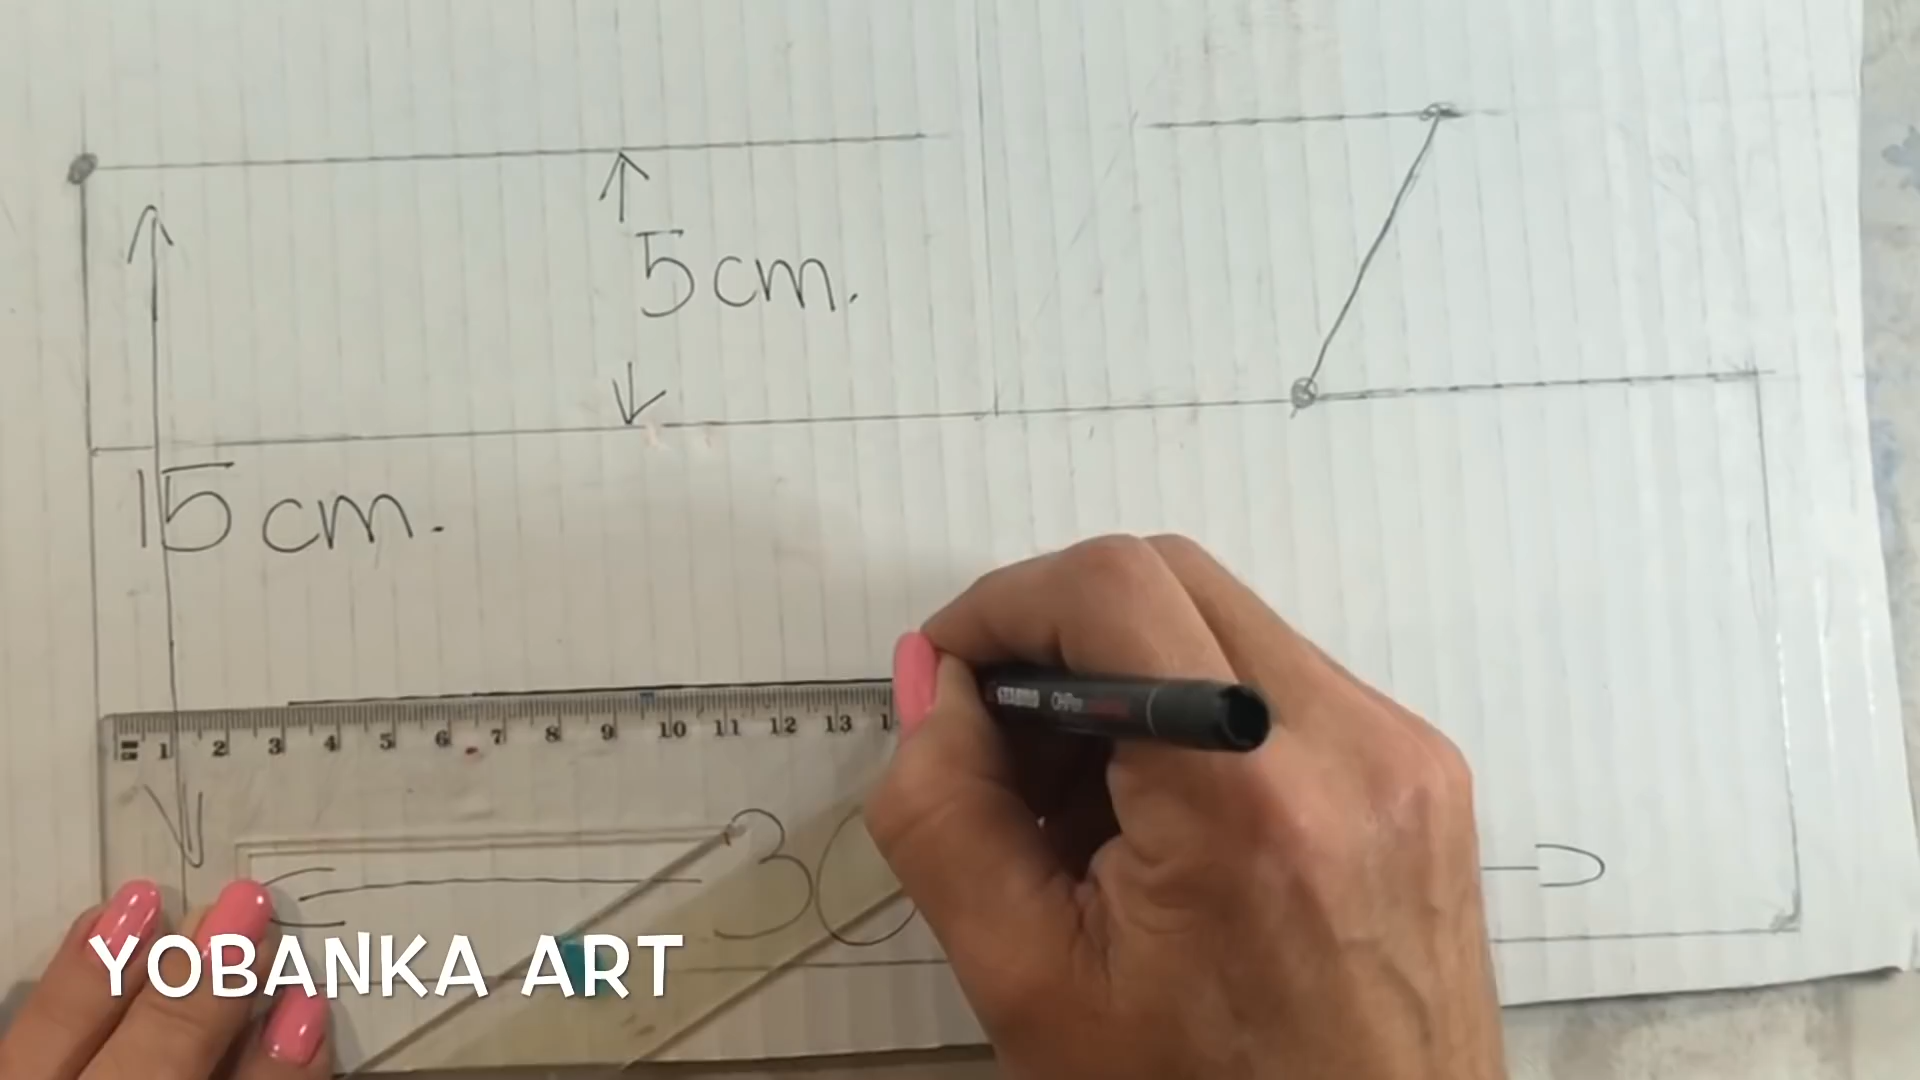 5 cm.
15 cm.
1 2 3 4 5 6 7 8 9 10 11 12 13
STABILO OHPen
30
YOBANKA ART